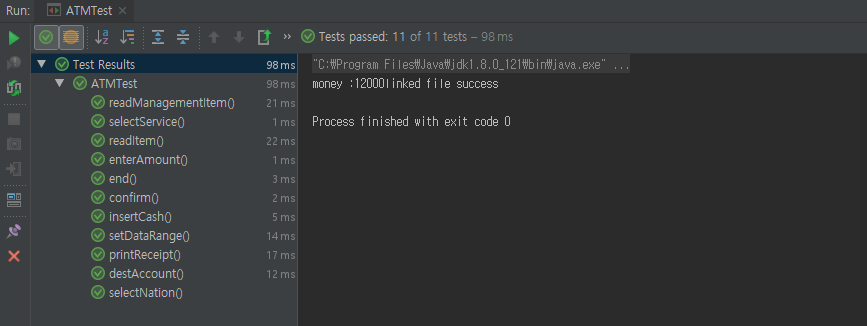 Run: ATMTest
Tests passed: 11 of 11 tests – 98 ms
Test Results 98 ms
ATMTest 98 ms
readManagementItem() 21 ms
selectService() 1 ms
readItem() 22 ms
enterAmount() 1 ms
end() 3 ms
confirm() 2 ms
insertCash() 5 ms
setDataRange() 14 ms
printReceipt() 17 ms
destAccount() 12 ms
selectNation()
"C:₩Program Files₩Java₩jdk1.8.0_121₩bin₩java.exe" ...
money :12000linked file success
Process finished with exit code 0